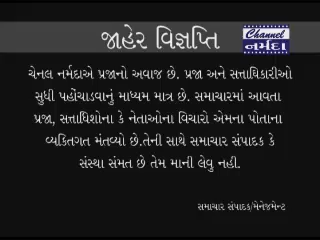 જાહેર વિજ્ઞપ્તિ
Channel
નર્મદા
ચેનલ નર્મદાએ પ્રજાનો અવાજ છે. પ્રજા અને સત્તાધિકારીઓ
સુધી પહોંચાડવાનું માધ્યમ માત્ર છે. સમાચારમાં આવતા
પ્રજા, સત્તાધિશોના કે નેતાઓના વિચારો એમના પોતાના
વ્યકિતગત મંતવ્યો છે.તેની સાથે સમાચાર સંપાદક કે
સંસ્થા સંમત છે તેમ માની લેવુ નહી.
સમાચાર સંપાદક/મેનેજમેન્ટ